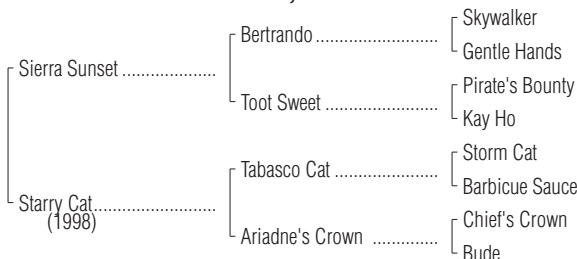 Skywalker
Bertrando
Gentle Hands
Sierra Sunset
Pirate's Bounty
Toot Sweet
Kay Ho
Storm Cat
Tabasco Cat
Barbicue Sauce
Starry Cat
(1998)
Chief's Crown
Ariadne's Crown
Bude